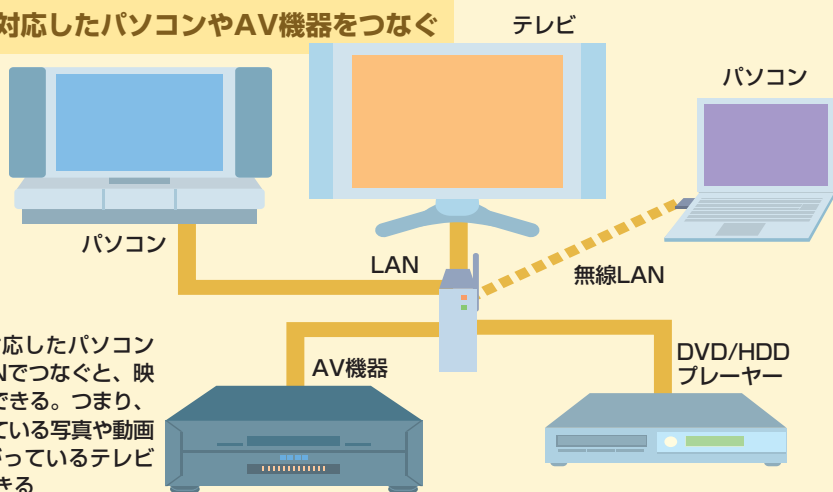 対応したパソコンやAV機器をつなぐ
テレビ
パソコン
パソコン
LAN
無線LAN
AV機器
DVD/HDD
プレーヤー
応したパソコン
Nでつなぐと、映
できる。つまり、
ている写真や動画
がっているテレビ
きる